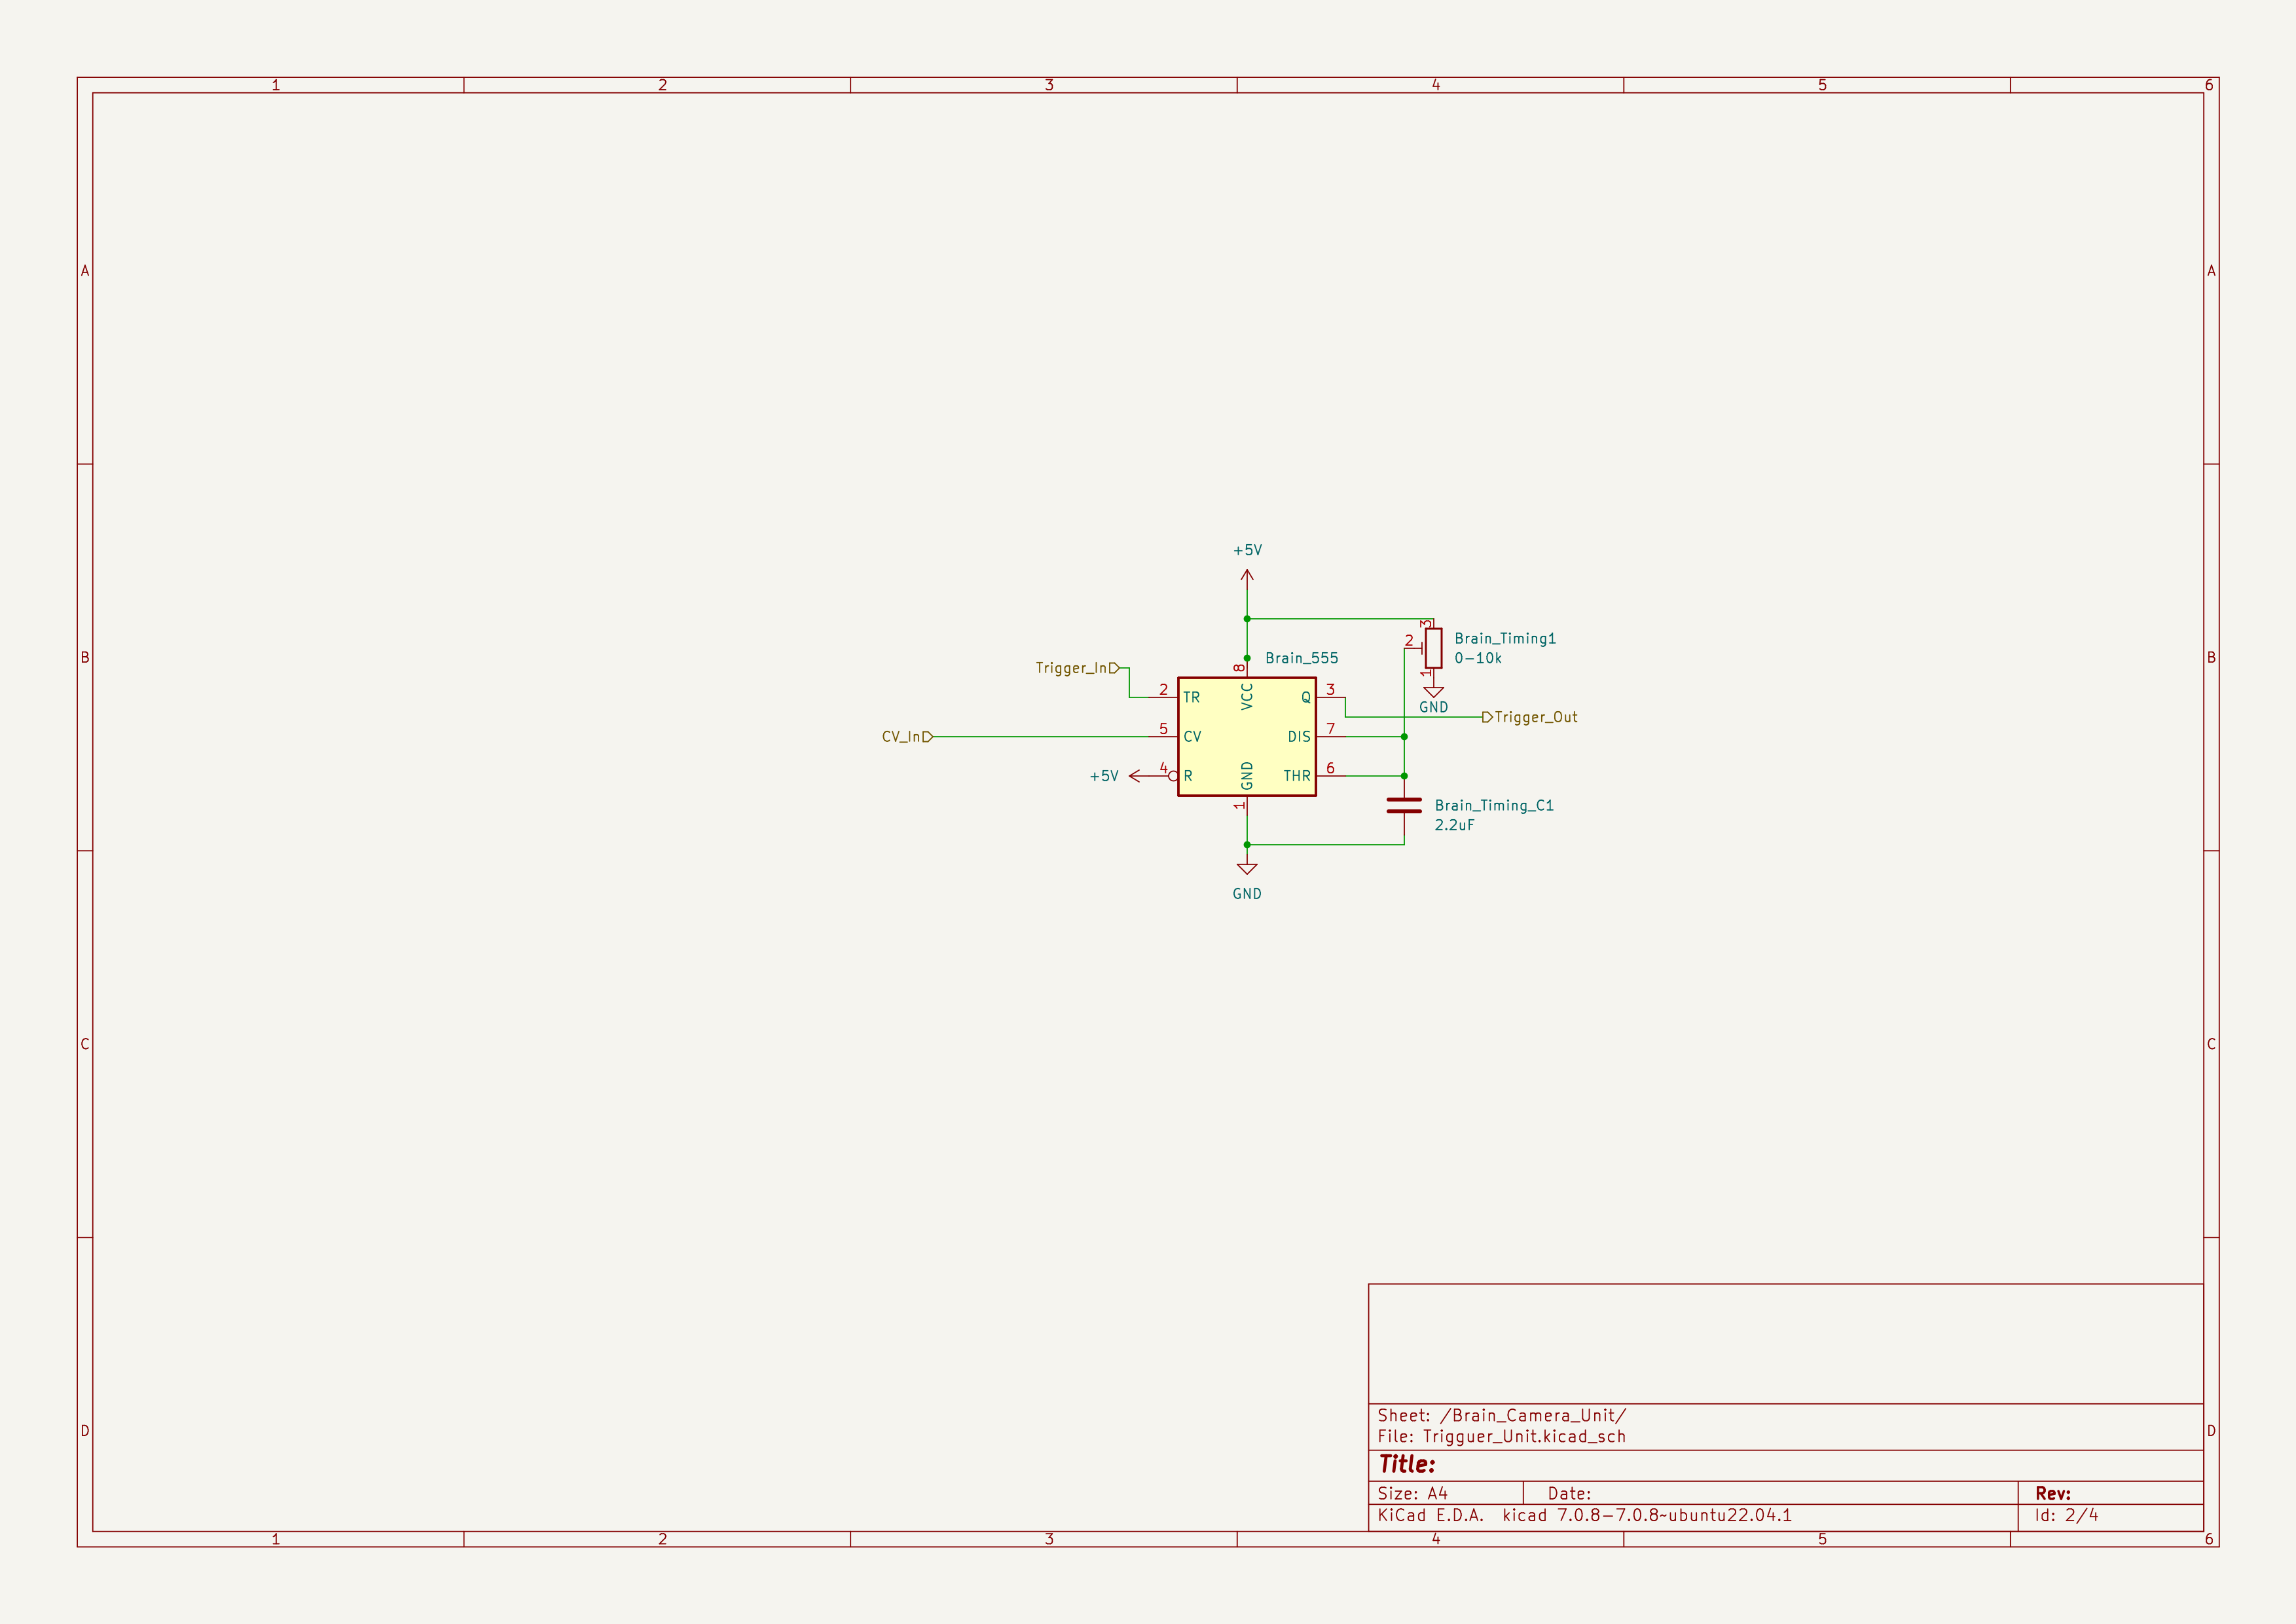 1 2 3 4 5 6
A A
+5V
3
Brain_Timing1
2
0-10k
B B
Brain_555
Trigger_In
8
1
2 TR VCC Q 3
GND
Trigger_Out
CV_In
5 CV DIS 7
+5V 4 R GND THR 6
1
Brain_Timing_C1
2.2uF
GND
C C
Sheet: /Brain_Camera_Unit/
File: Trigguer_Unit.kicad_sch
D D
Title:
Size: A4 Date: Rev:
KiCad E.D.A. kicad 7.0.8-7.0.8~ubuntu22.04.1 Id: 2/4
1 2 3 4 5 6